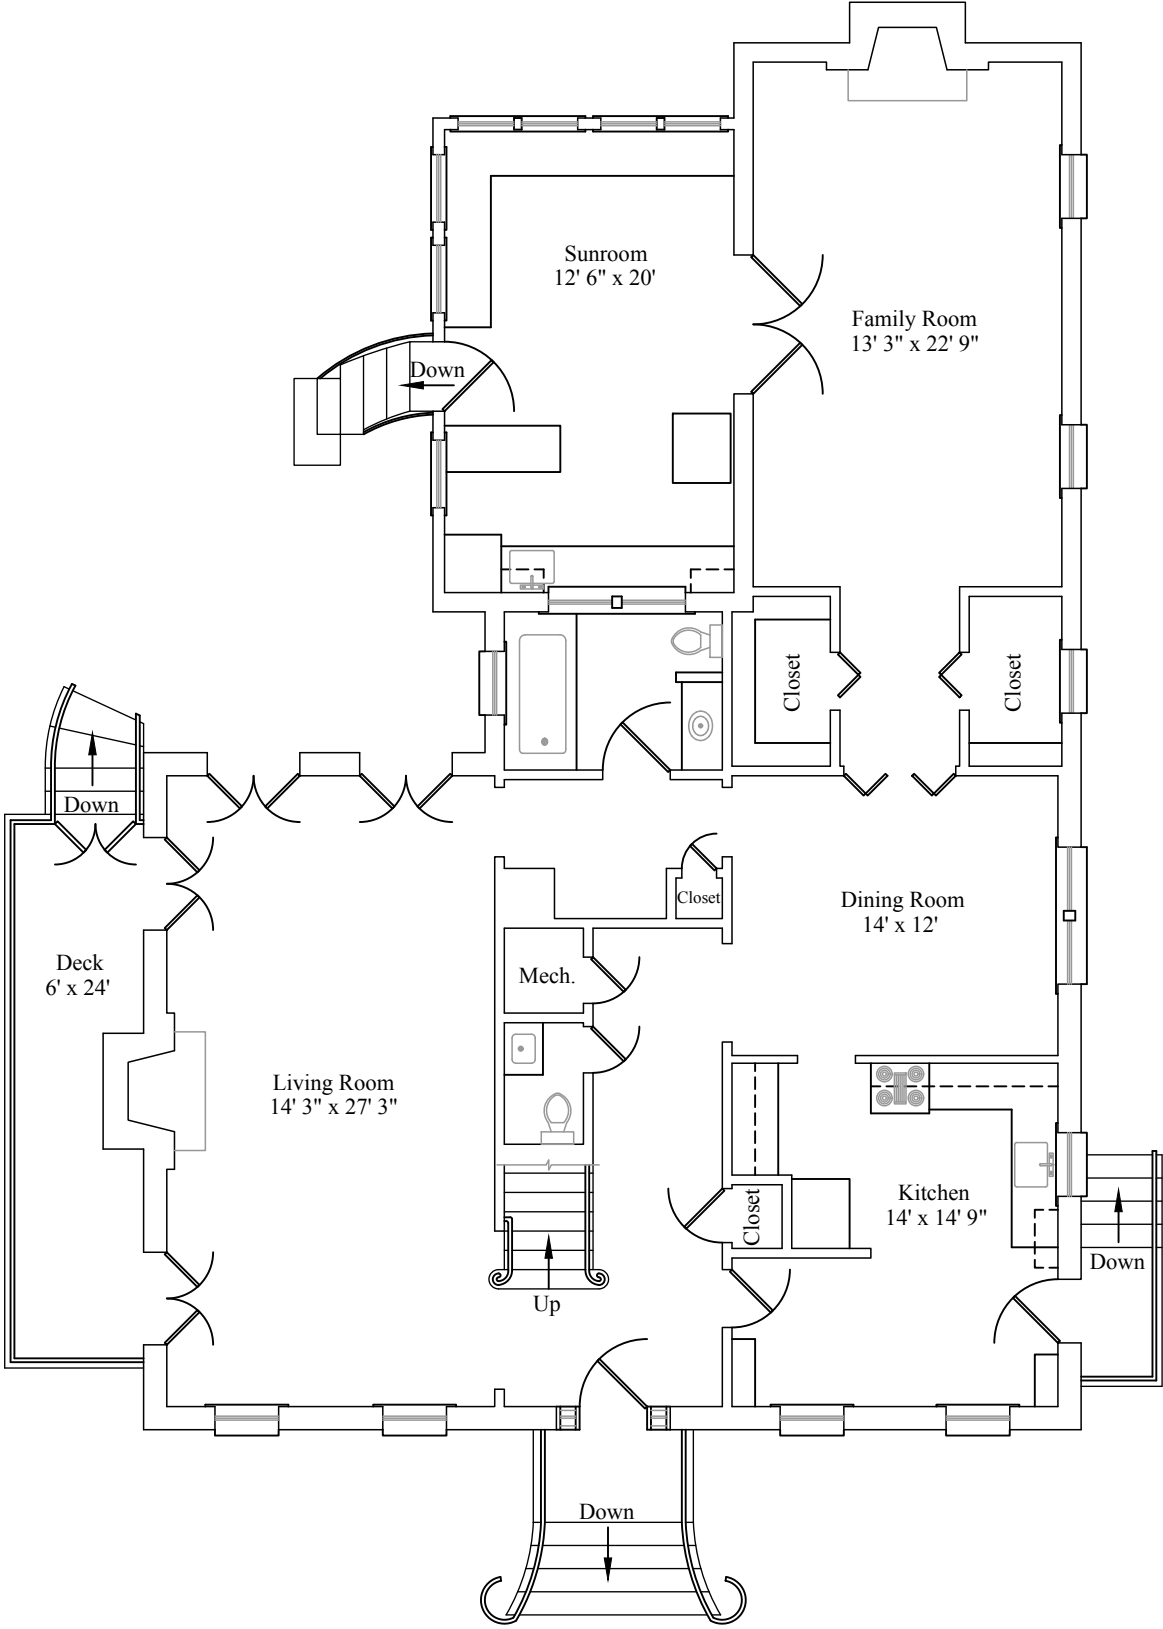 Sunroom
12' 6" x 20'
Family Room
13' 3" x 22' 9"
Down
Closet
Closet
Down
Closet
Dining Room
14' x 12'
Deck
6' x 24'
Mech.
Living Room
14' 3" x 27' 3"
Kitchen
14' x 14' 9"
Closet
Down
Up
Down